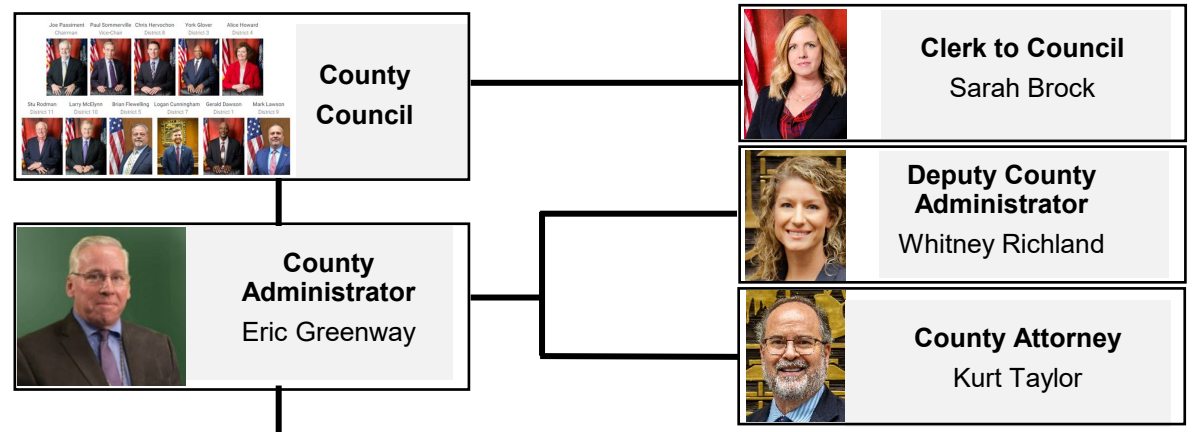 Joe Passiment Paul Sommerville Chris Hervochon York Glover Alice Howard
Chairman Vice-Chair District 8 District 3 District 4
Stu Rodman Larry McElynn Brian Flewelling Logan Cunningham Gerald Dawson Mark Lawson
District 11 District 10 District 5 District 7 District 1 District 9
County
Council
Clerk to Council
Sarah Brock
County
Administrator
Eric Greenway
Deputy County
Administrator
Whitney Richland
County Attorney
Kurt Taylor